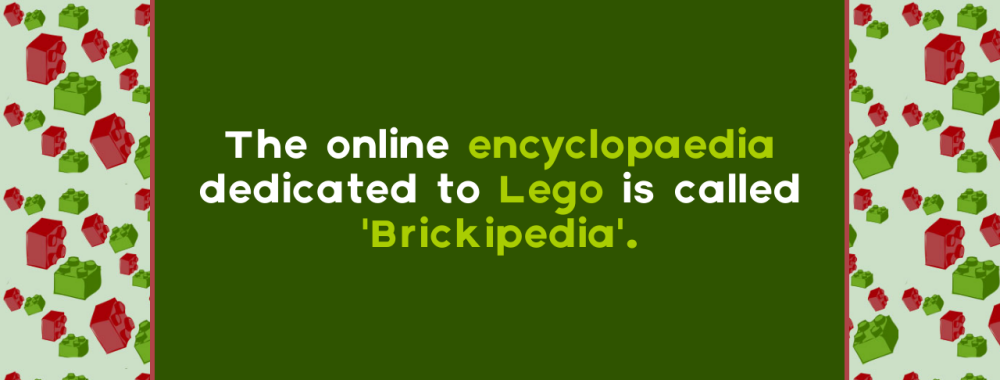 The online encyclopaedia
dedicated to Lego is called
'Brickipedia'.